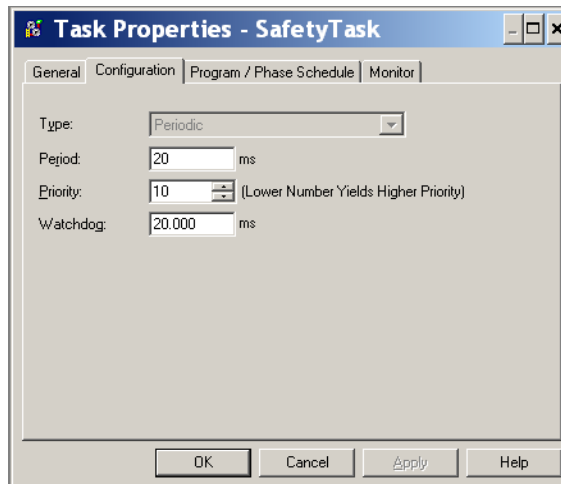 Task Properties - SafetyTask
General Configuration Program / Phase Schedule Monitor
Type: Periodic
Period: 20 ms
Priority: 10 (Lower Number Yields Higher Priority)
Watchdog: 20.000 ms
OK Cancel Apply Help